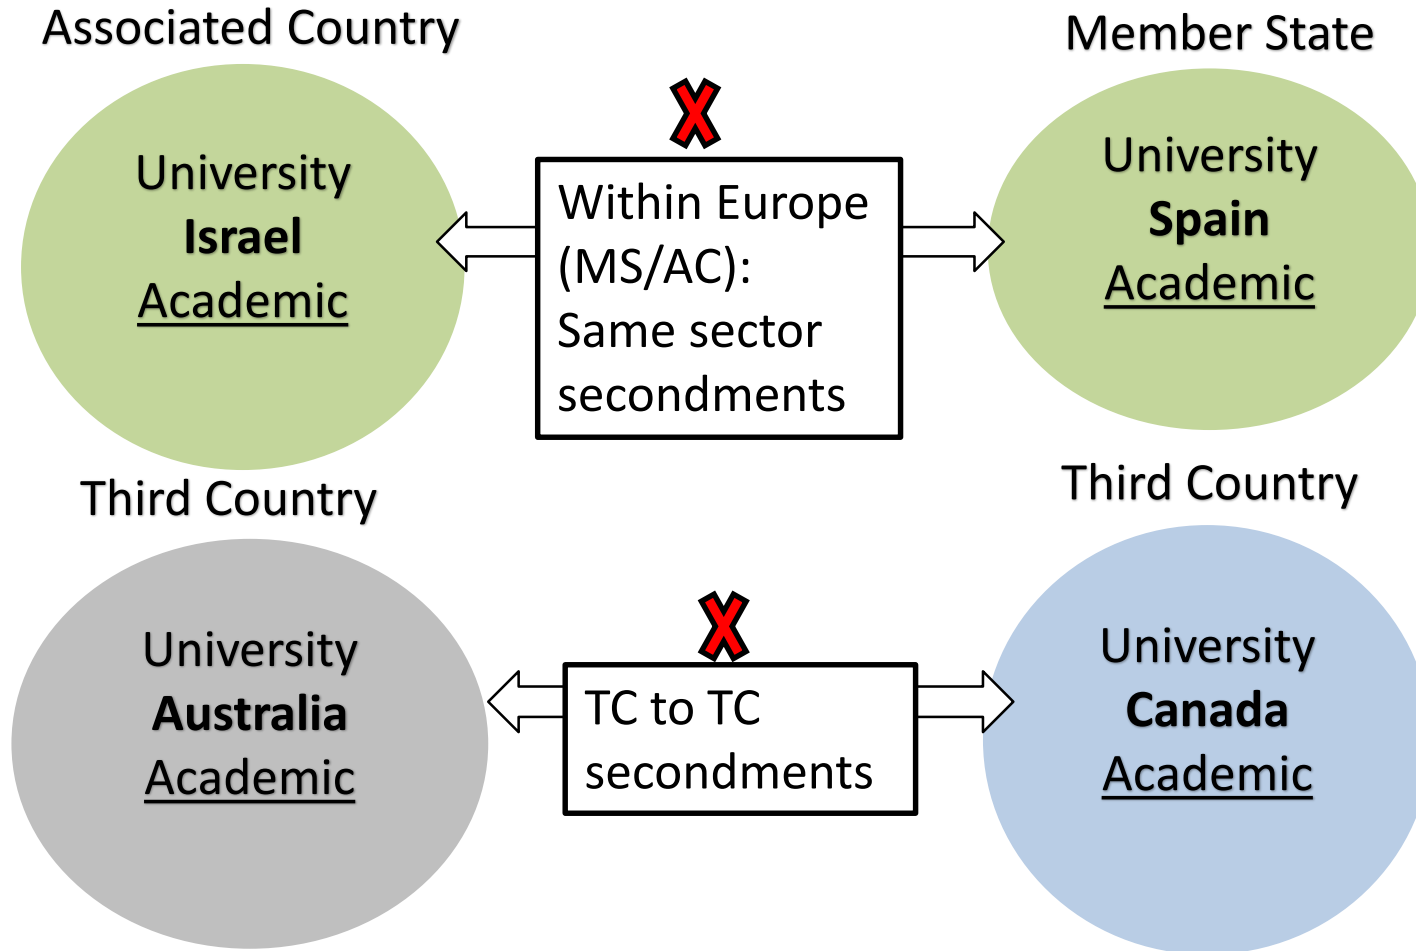 Associated Country
Member State
University
Israel
Academic
Within Europe
(MS/AC):
Same sector
secondments
University
Spain
Academic
Third Country
Third Country
University
Australia
Academic
TC to TC
secondments
University
Canada
Academic